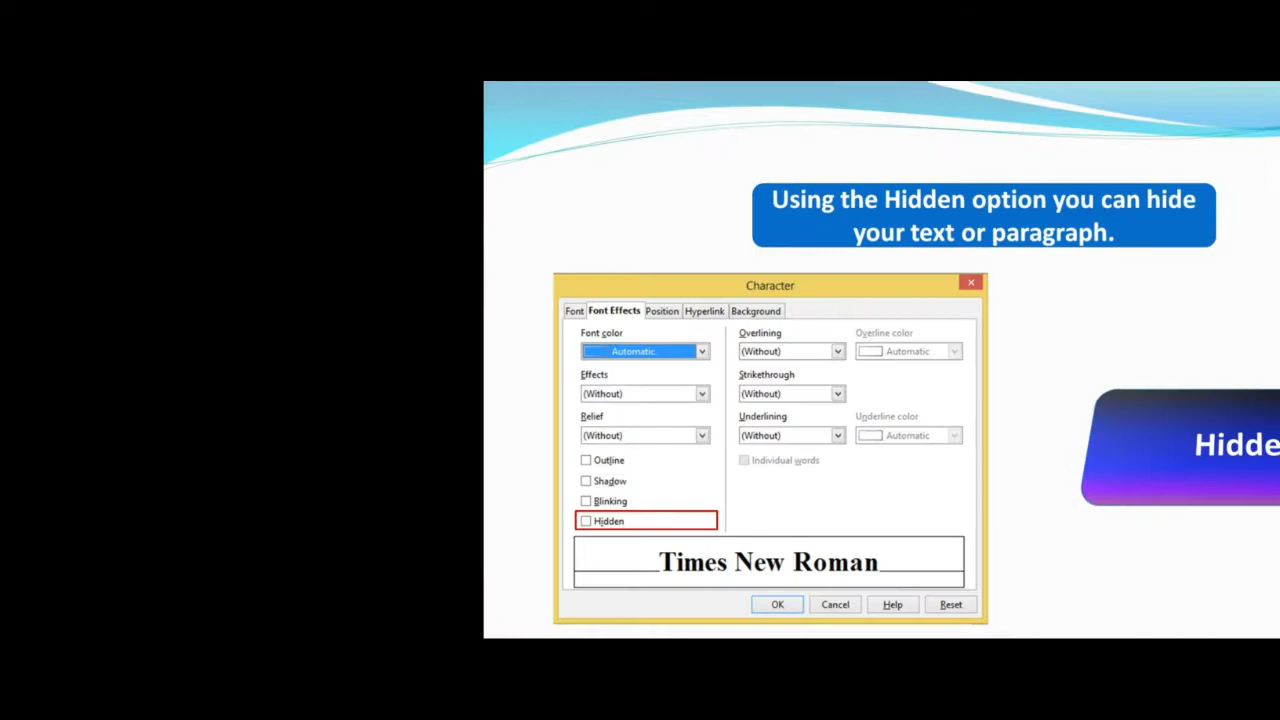 Using the Hidden option you can hide
your text or paragraph.
Character
Font Font Effects Position Hyperlink Background
Font color
Automatic
Effects
(Without)
Relief
(Without)
Outline
Shadow
Blinking
Hidden
Overlining Overline color
(Without) Automatic
Strikethrough
(Without)
Underlining Underline color
(Without) Automatic
Individual words
Times New Roman
OK Cancel Help Reset
Hidde